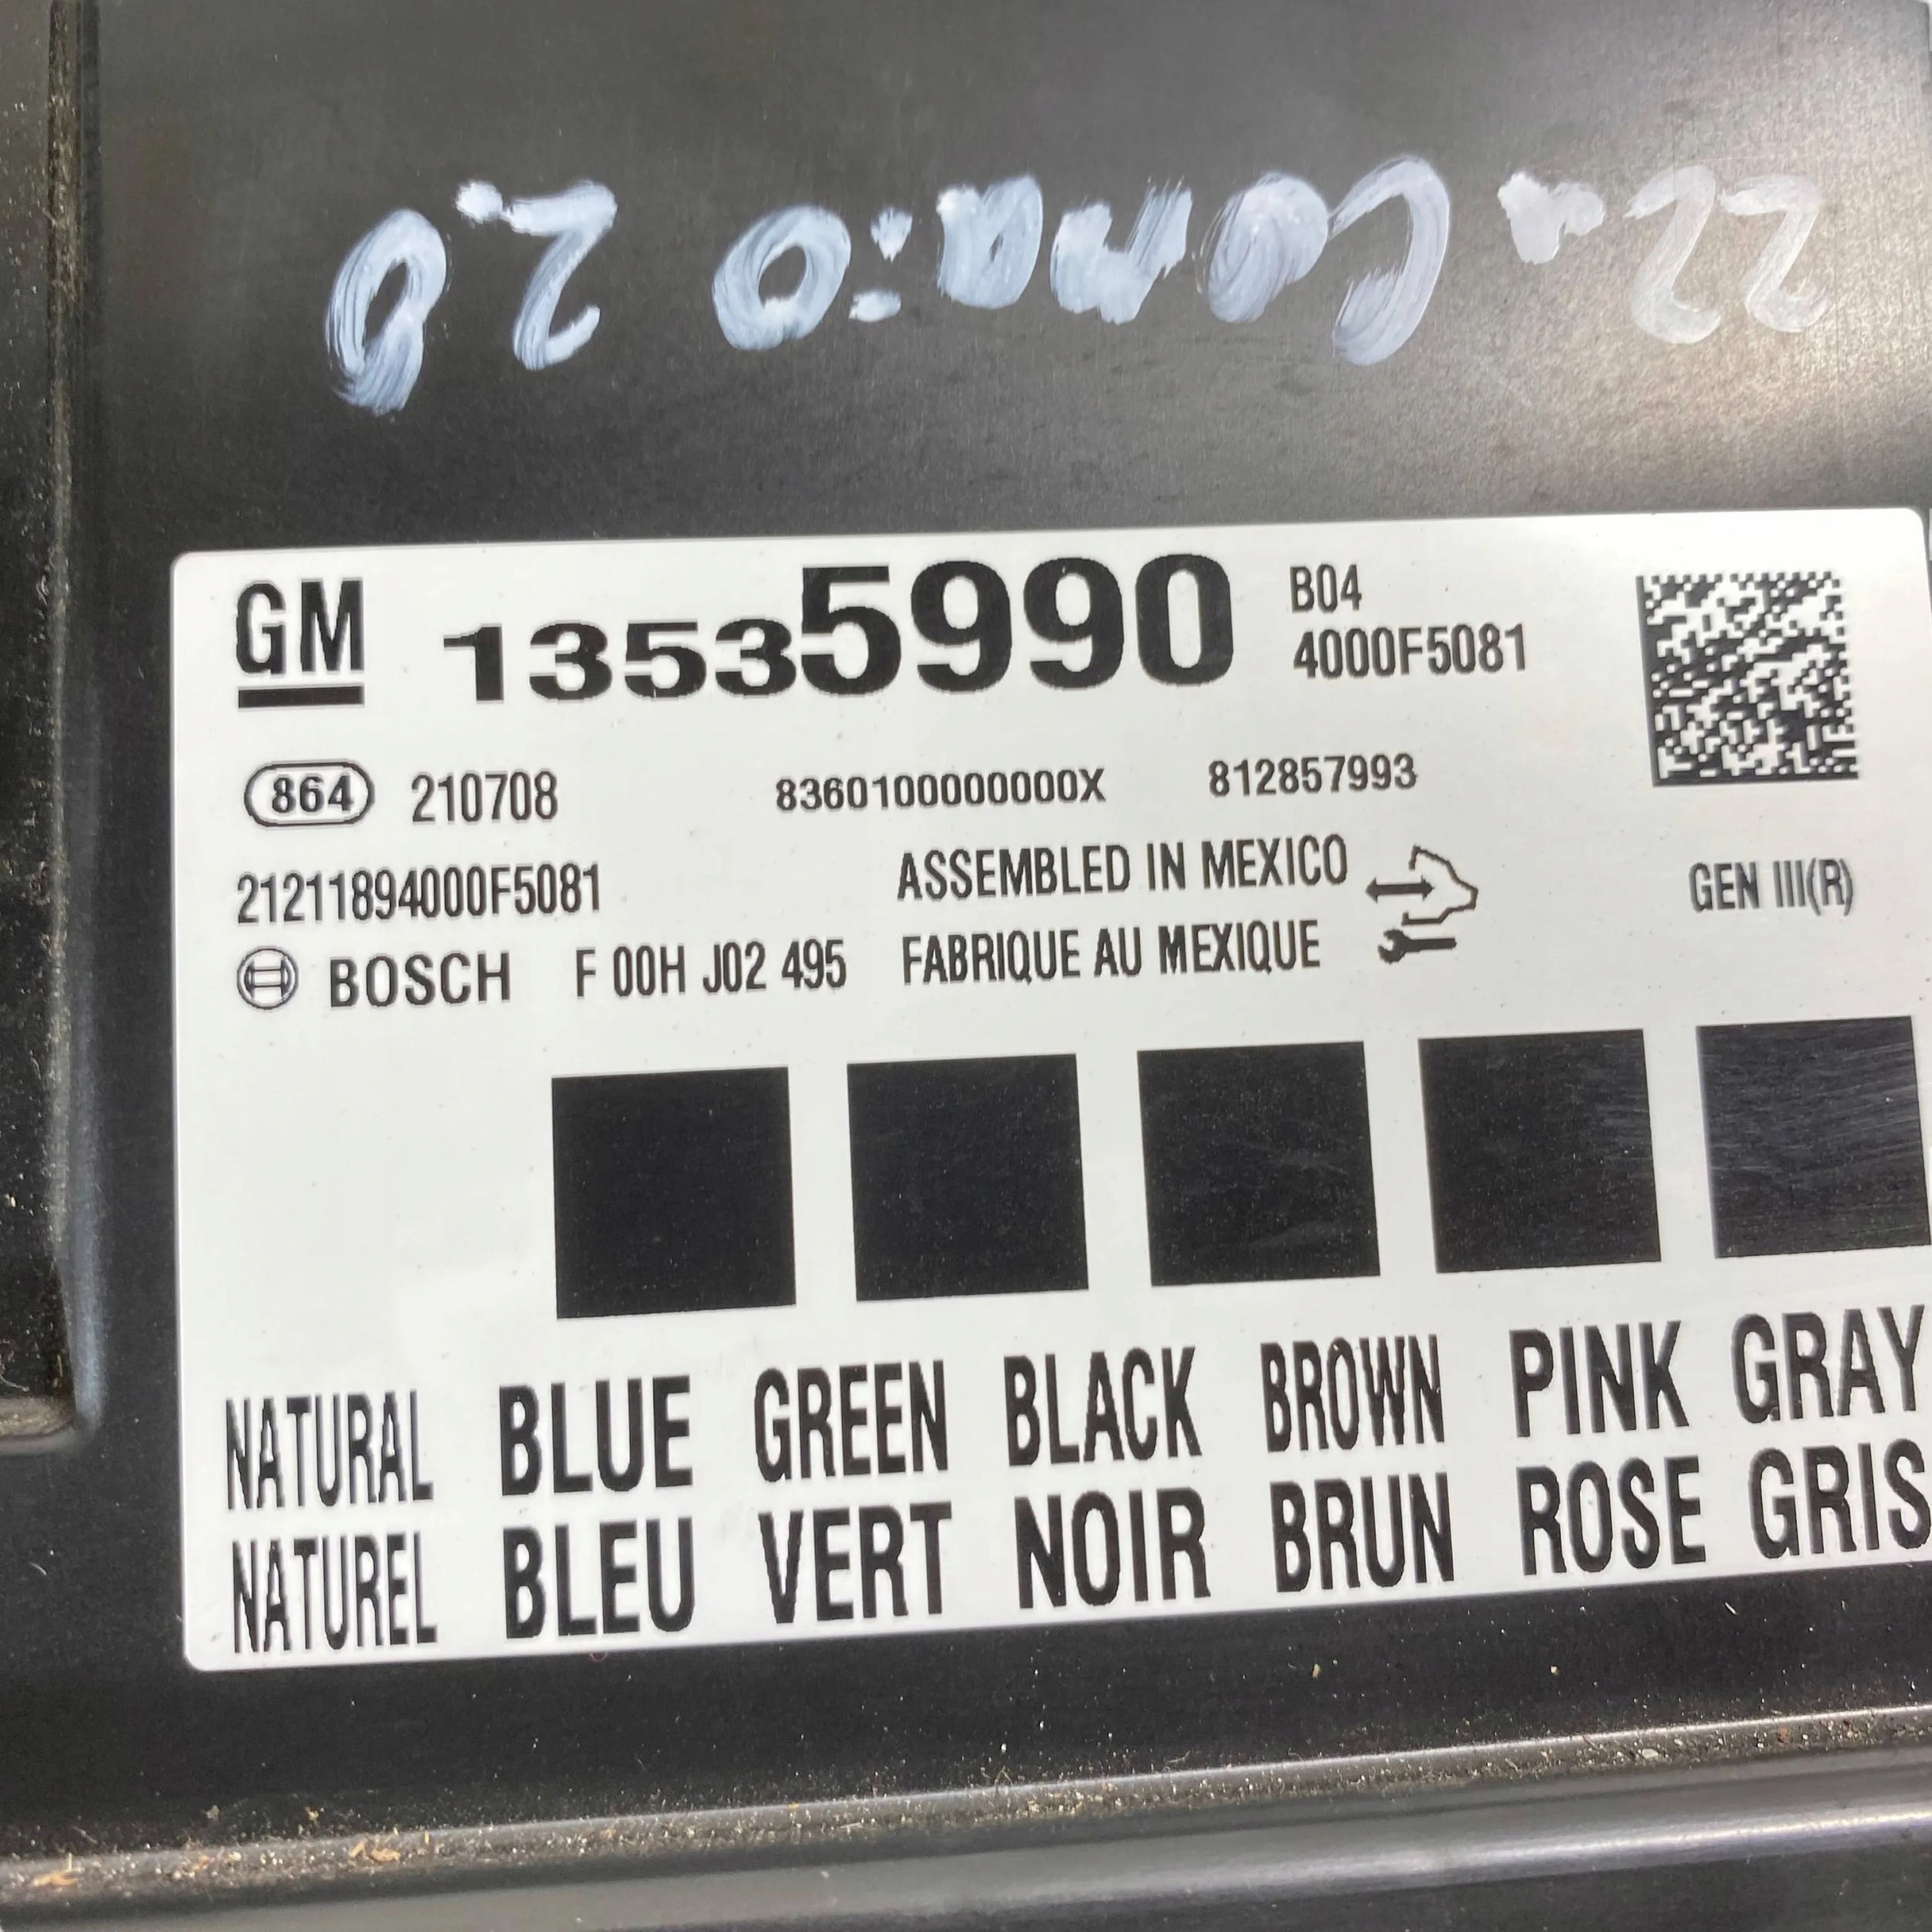 22 Camaro 2.0
GM 13535990 B04
4000F5081
864 210708 8360100000000X 812857993
21211894000F5081 ASSEMBLED IN MEXICO GEN III(R)
BOSCH F 00H J02 495 FABRIQUE AU MEXIQUE
NATURAL BLUE GREEN BLACK BROWN PINK GRAY
NATUREL BLEU VERT NOIR BRUN ROSE GRIS